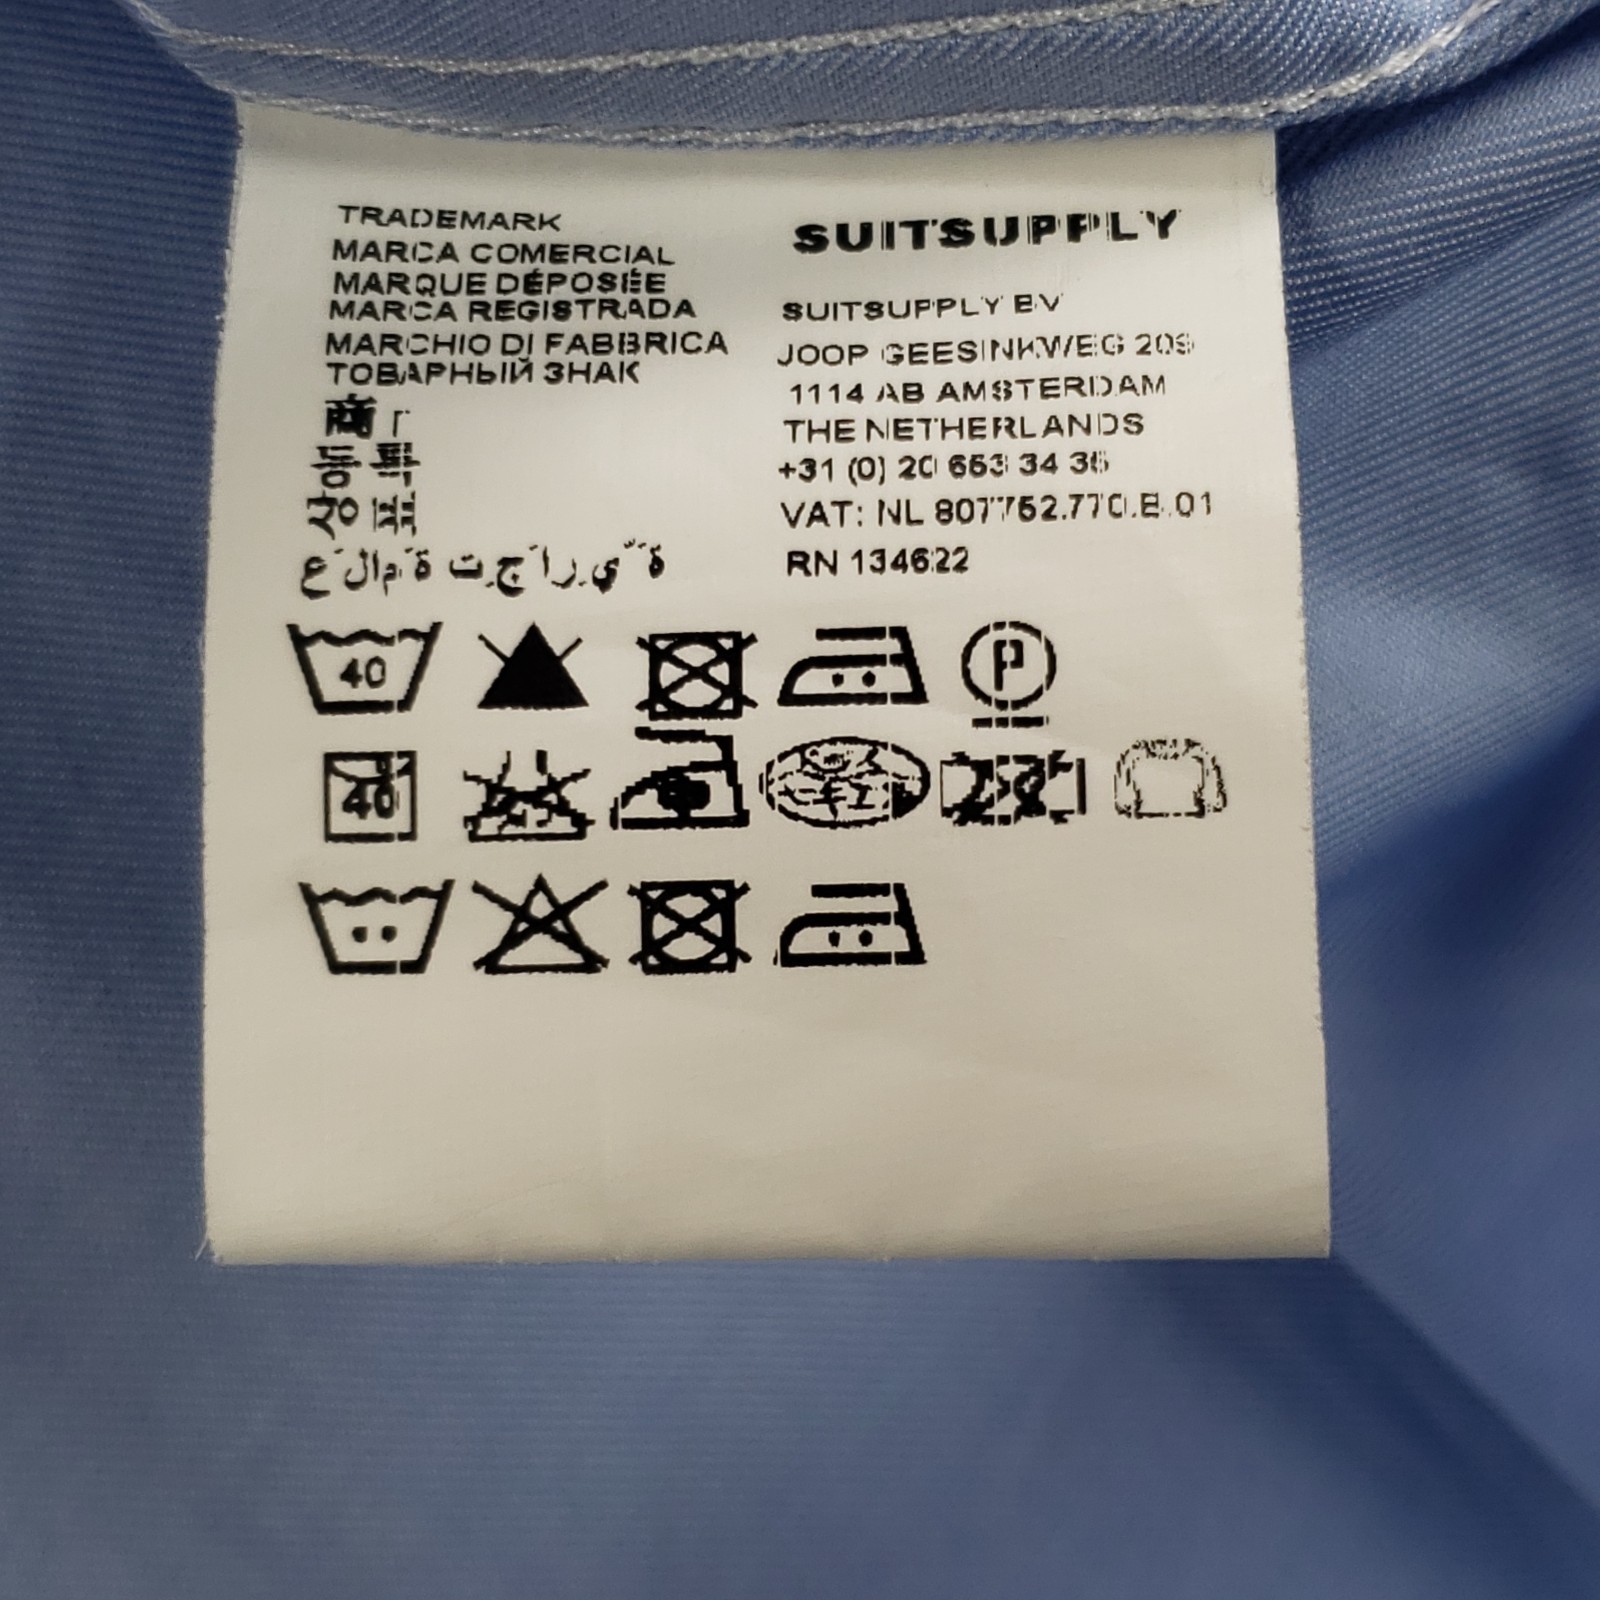 TRADEMARK
MARCA COMERCIAL
MARQUE DÉPOSÉE
MARCA REGISTRADA
MARCHIO DI FABBRICA
ТОВАРНЫЙ ЗНАК
عَلامَة تِجَارِيَّة
SUITSUPPLY
SUITSUPPLY BV
JOOP GEESINKWEG 209
1114 AB AMSTERDAM
THE NETHERLANDS
+31 (0) 20 653 34 36
VAT: NL 807752.770.B.01
RN 134622
40
P
40